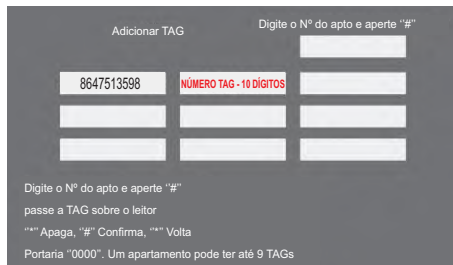 Adicionar TAG
Digite o Nº do apto e aperte "#"
8647513598
NÚMERO TAG - 10 DÍGITOS
Digite o Nº do apto e aperte "#"
passe a TAG sobre o leitor
"*" Apaga, "#" Confirma, "*" Volta
Portaria "0000". Um apartamento pode ter até 9 TAGs